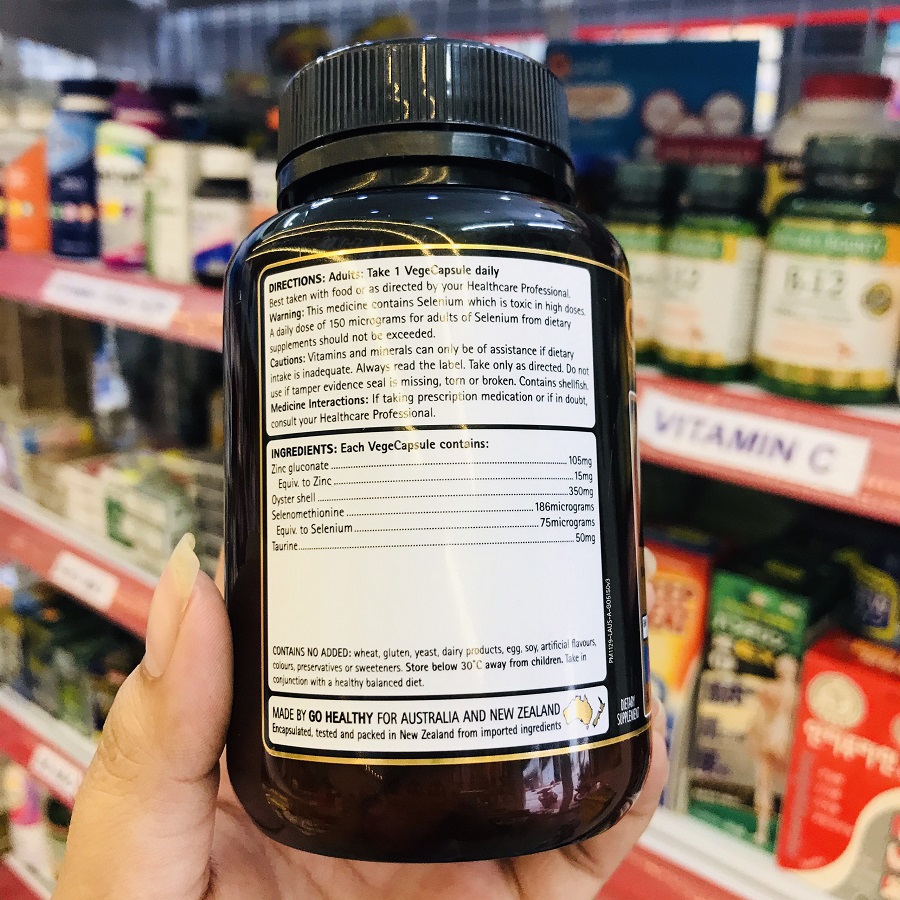 DIRECTIONS: Adults: Take 1 VegeCapsule daily
Best taken with food or as directed by your Healthcare Professional.
Warning: This medicine contains Selenium which is toxic in high doses.
A daily dose of 150 micrograms for adults of Selenium from dietary
supplements should not be exceeded.
Cautions: Vitamins and minerals can only be of assistance if dietary
intake is inadequate. Always read the label. Take only as directed. Do not
use if tamper evidence seal is missing, torn or broken. Contains shellfish.
Medicine Interactions: If taking prescription medication or if in doubt,
consult your Healthcare Professional.
INGREDIENTS: Each VegeCapsule contains:
Zinc gluconate 105mg
Equiv. to Zinc 15mg
Oyster shell 350mg
Selenomethionine 186micrograms
Equiv. to Selenium 75micrograms
Taurine 50mg
CONTAINS NO ADDED: wheat, gluten, yeast, dairy products, egg, soy, artificial flavours,
colours, preservatives or sweeteners. Store below 30°C away from children. Take in
conjunction with a healthy balanced diet.
MADE BY GO HEALTHY FOR AUSTRALIA AND NEW ZEALAND
Encapsulated, tested and packed in New Zealand from imported ingredients
DIETARY
SUPPLEMENT
B-12
VITAMIN C